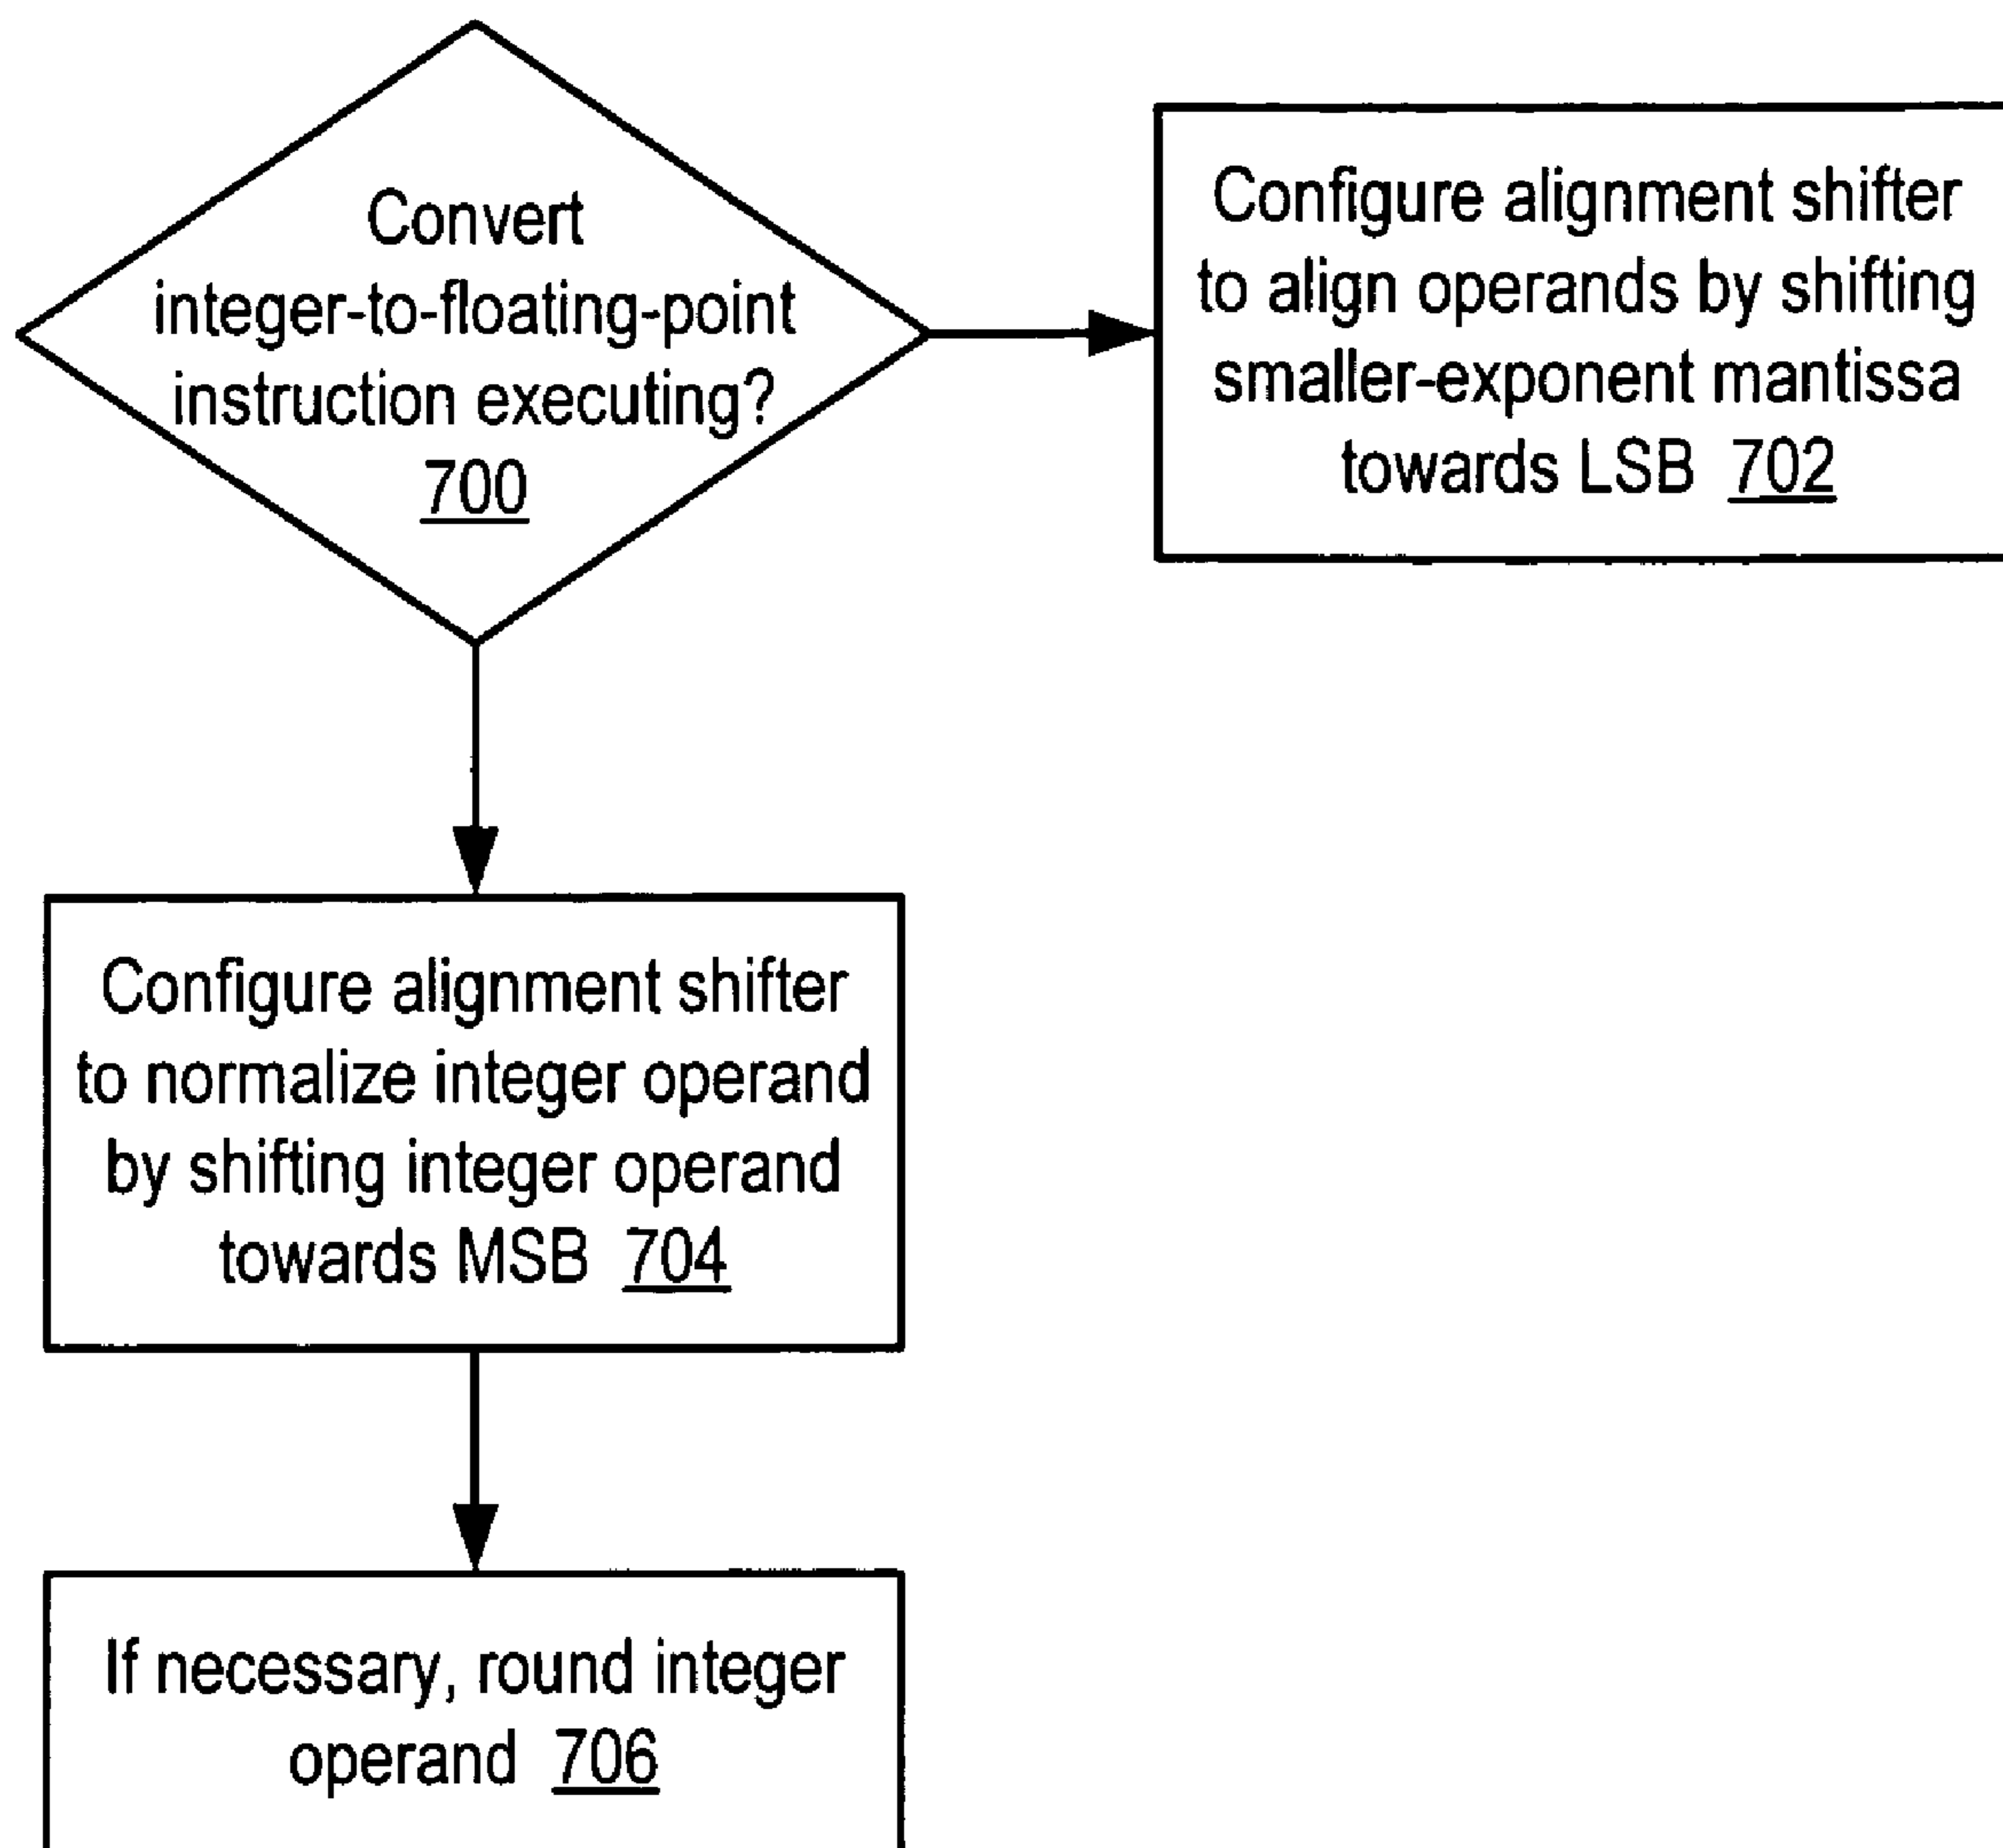 Convert
integer-to-floating-point
instruction executing?
700
Configure alignment shifter
to align operands by shifting
smaller-exponent mantissa
towards LSB 702
Configure alignment shifter
to normalize integer operand
by shifting integer operand
towards MSB 704
If necessary, round integer
operand 706